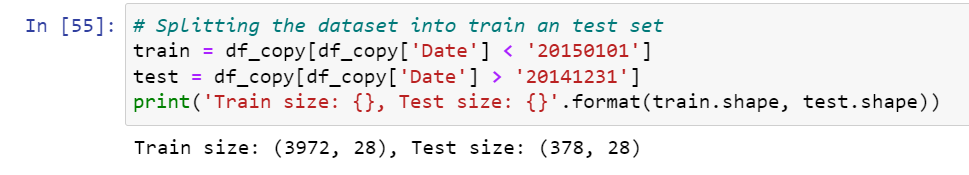 In [55]: # Splitting the dataset into train an test set
train = df_copy[df_copy['Date'] < '20150101']
test = df_copy[df_copy['Date'] > '20141231']
print('Train size: {}, Test size: {}'.format(train.shape, test.shape))
Train size: (3972, 28), Test size: (378, 28)